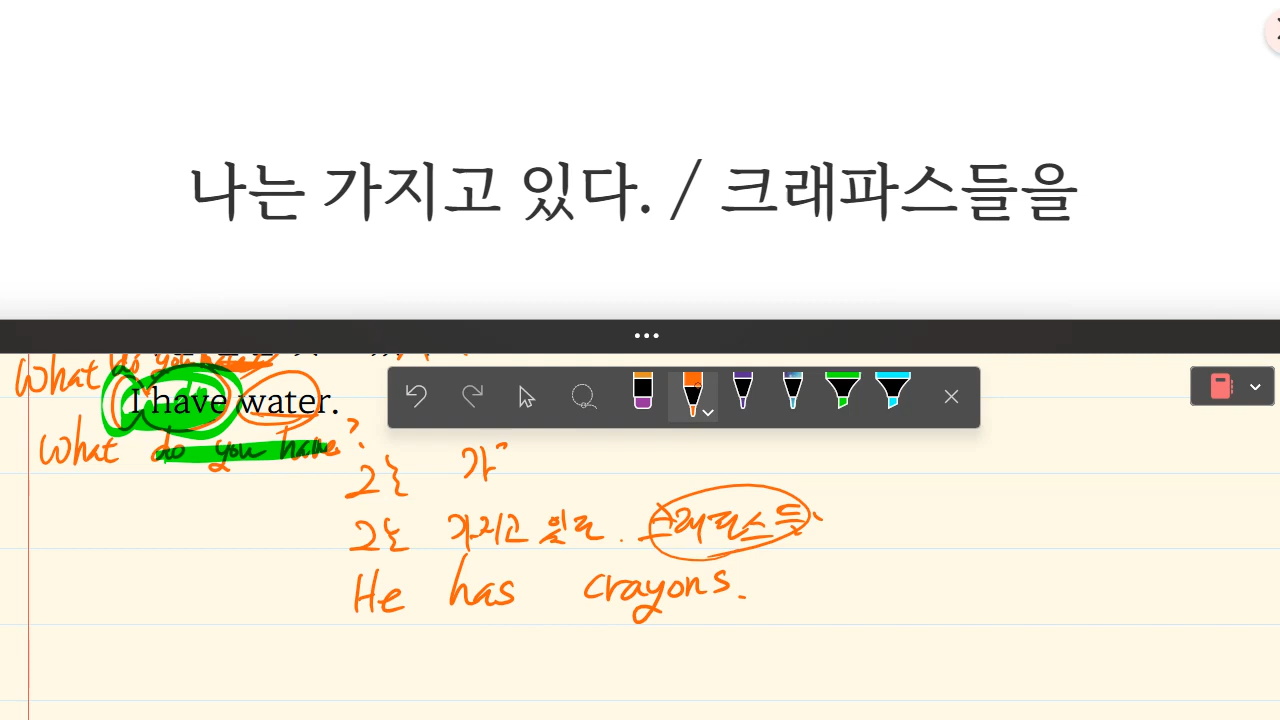 나는 가지고 있다. / 크래파스들을
What do you have
I have water.
What do you have?
그는 가
그는 가지고 있다. 크래파스들
He has crayons.